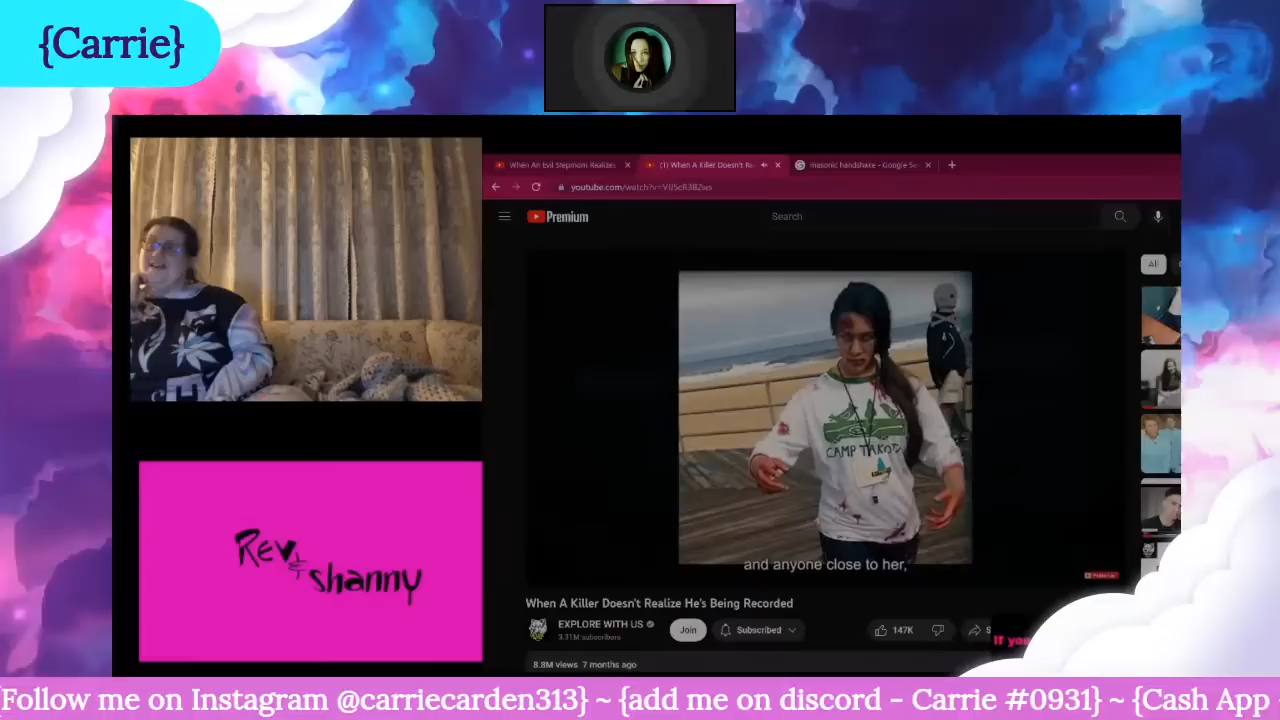 {Carrie}
When An Evil Stepmom Realizes
(1) When A Killer Doesn't Re
masonic handshake - Google Se
youtube.com/watch?v=
Premium
Search
All
CAMP TAKODA
and anyone close to her,
Rev & shanny
When A Killer Doesn't Realize He's Being Recorded
EXPLORE WITH US
3.31M subscribers
Join
Subscribed
147K
S
If you
8.8M views 7 months ago
{Follow me on Instagram @carriecarden313} ~ {add me on discord - Carrie #0931} ~ {Cash App